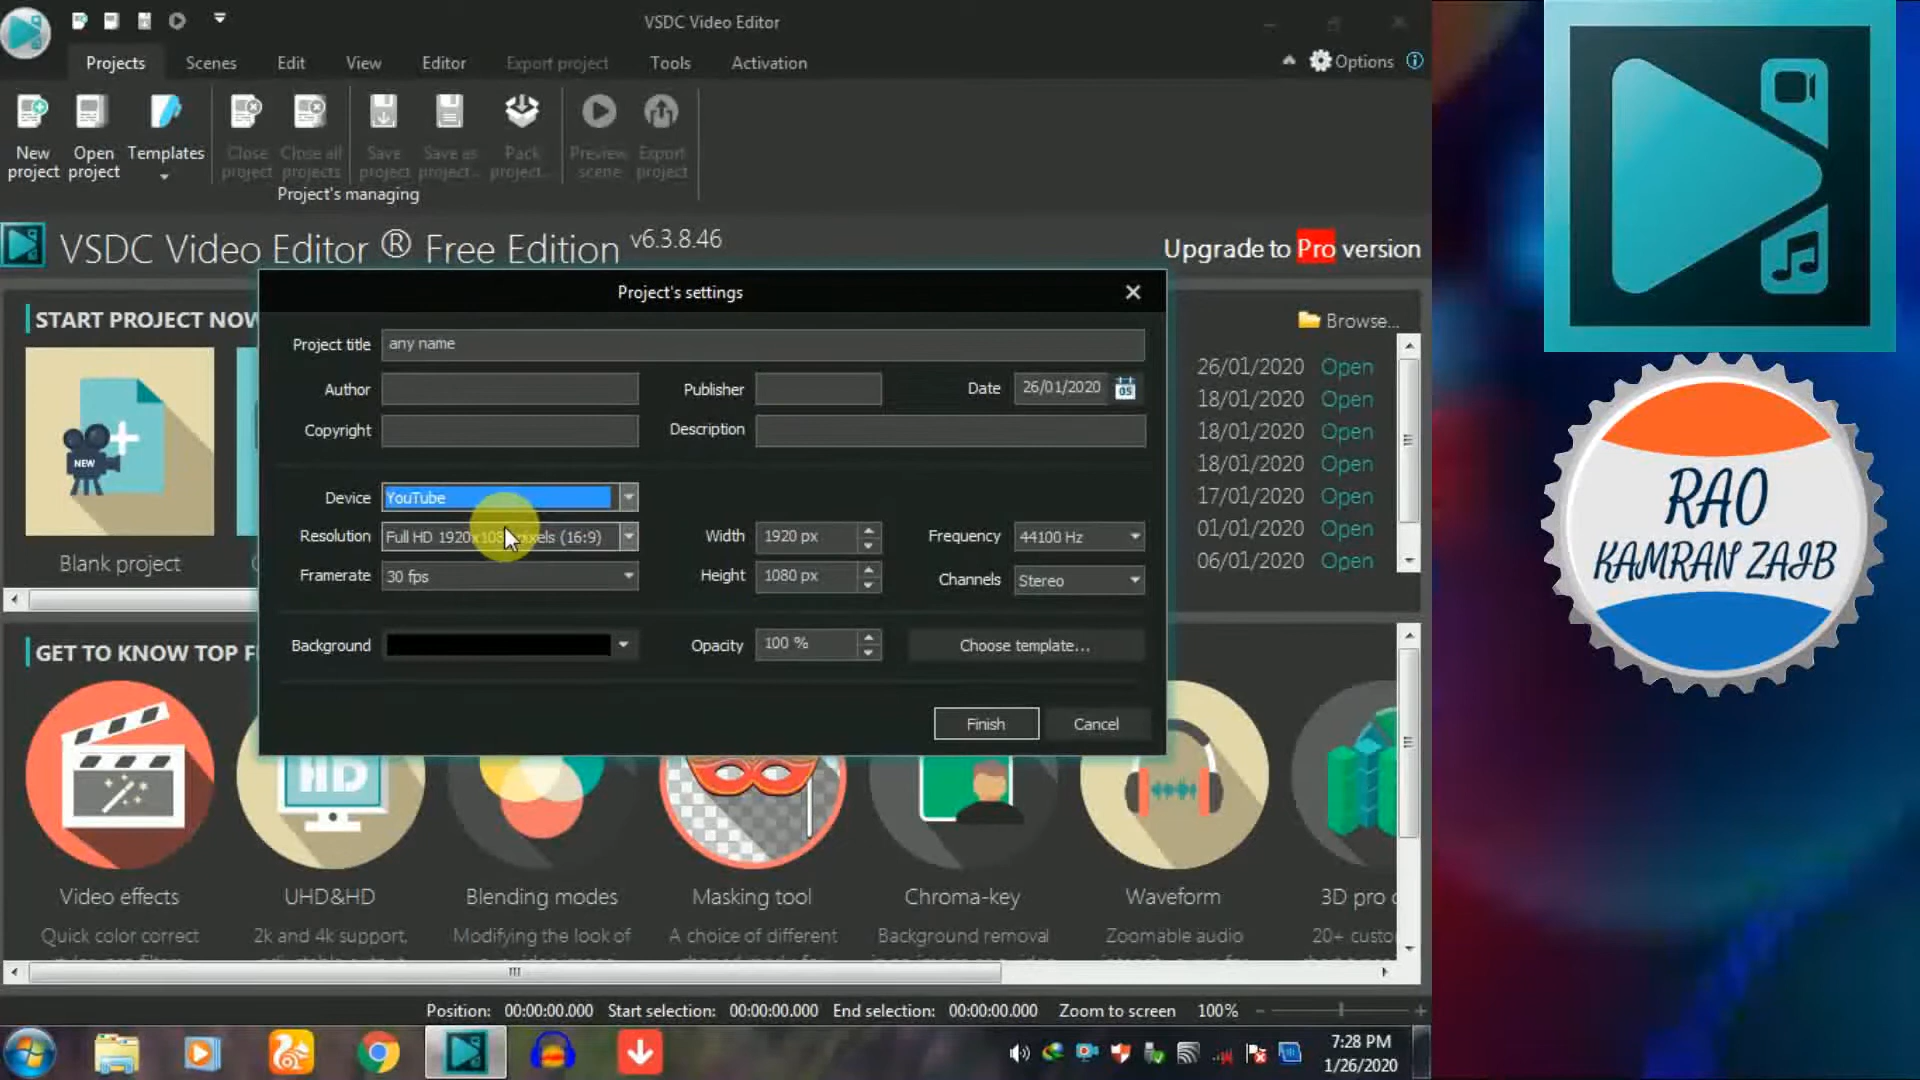 VSDC Video Editor
Projects
Scenes
Edit
View
Editor
Export project
Tools
Activation
Options
New project
Open project
Templates
Close project
Close all projects
Save project
Save as project...
Pack project...
Preview scene
Export project
Project's managing
VSDC Video Editor ® Free Edition v6.3.8.46
Upgrade to Pro version
START PROJECT NOW
Browse...
NEW
Blank project
26/01/2020 Open
18/01/2020 Open
18/01/2020 Open
18/01/2020 Open
17/01/2020 Open
01/01/2020 Open
06/01/2020 Open
Project's settings
Project title any name
Author
Publisher
Date 26/01/2020
05
Copyright
Description
Device YouTube
Resolution Full HD (16:9)
Width 1920 px
Frequency 44100 Hz
Framerate 30 fps
Height 1080 px
Channels Stereo
Background
Opacity 100 %
Choose template...
Finish
Cancel
GET TO KNOW TOP
HD
Video effects
UHD&HD
Blending modes
Masking tool
Chroma-key
Waveform
3D pro
Quick color correct
2k and 4k support,
Modifying the look of
A choice of different
Background removal
Zoomable audio
20+
Position: 00:00:00.000 Start selection: 00:00:00.000 End selection: 00:00:00.000 Zoom to screen 100%
7:28 PM
1/26/2020
RAO
KAMRAN ZAIB